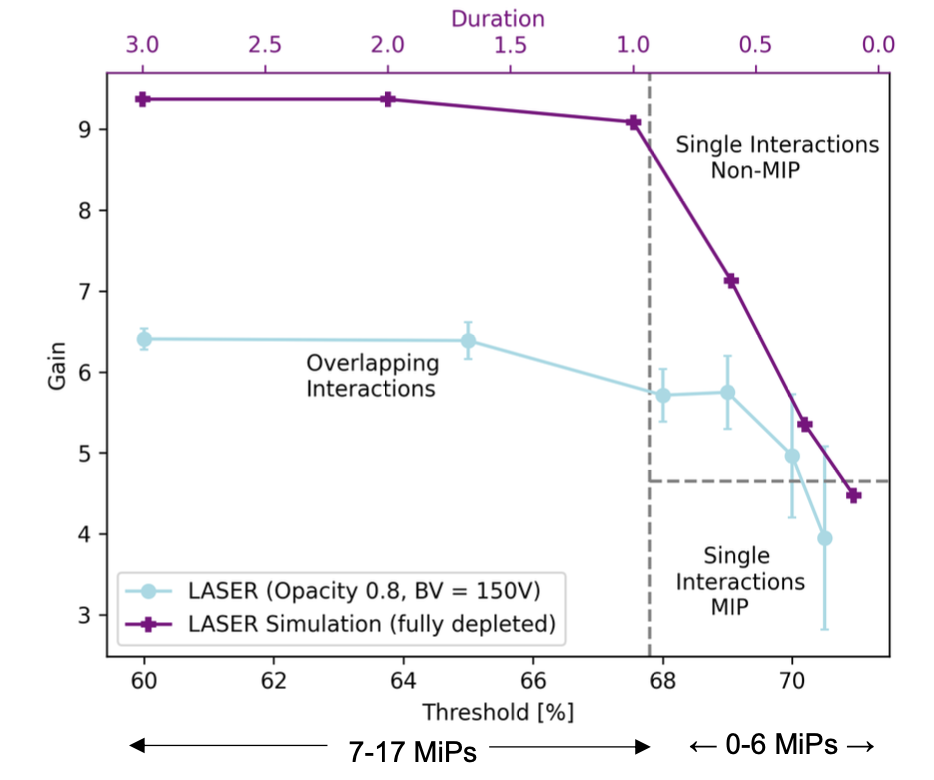 Duration
3.0 2.5 2.0 1.5 1.0 0.5 0.0
9
8
7
6
5
4
3
Gain
Single Interactions
Non-MIP
Overlapping
Interactions
Single
Interactions
MIP
LASER (Opacity 0.8, BV = 150V)
LASER Simulation (fully depleted)
60 62 64 66 68 70
Threshold [%]
7-17 MiPs
← 0-6 MiPs →